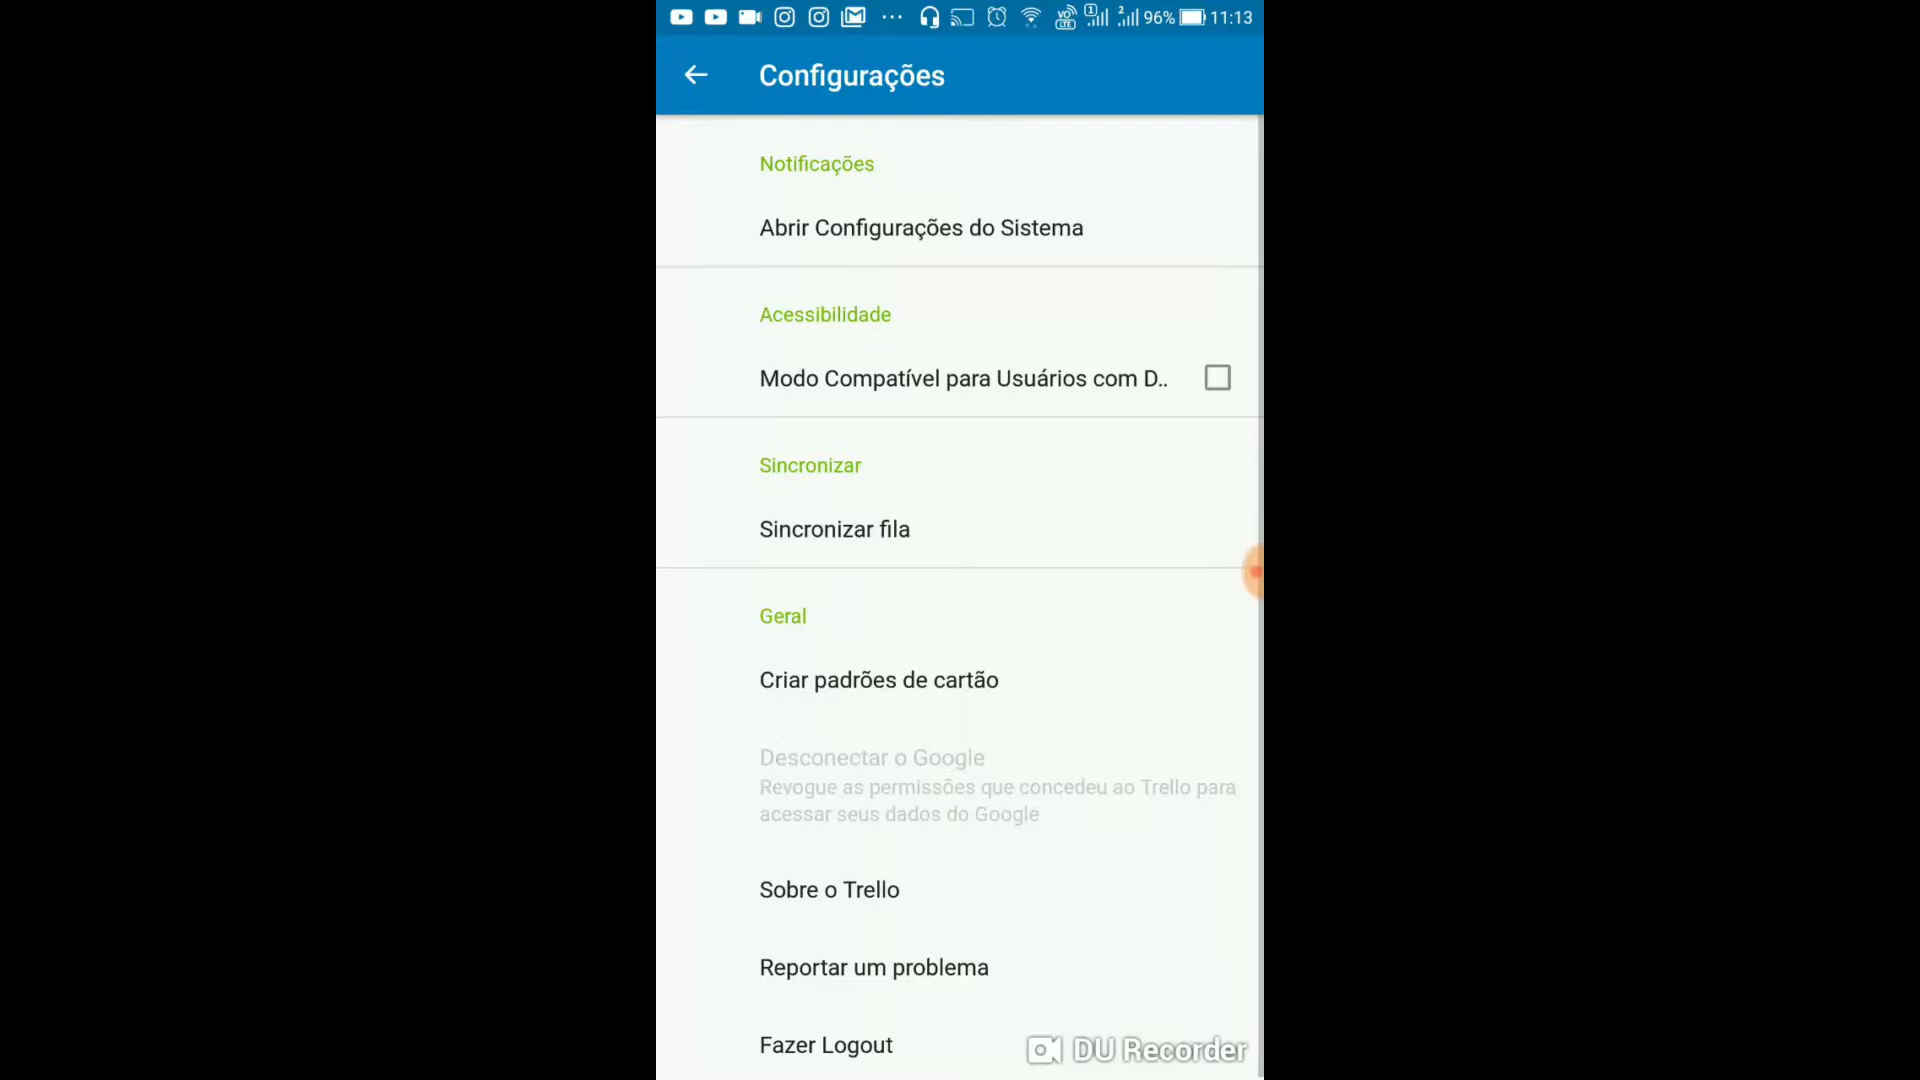 96% 11:13
Configurações
Notificações
Abrir Configurações do Sistema
Acessibilidade
Modo Compatível para Usuários com D..
Sincronizar
Sincronizar fila
Geral
Criar padrões de cartão
Desconectar o Google
Revogue as permissões que concedeu ao Trello para
acessar seus dados do Google
Sobre o Trello
Reportar um problema
Fazer Logout
DU Recorder